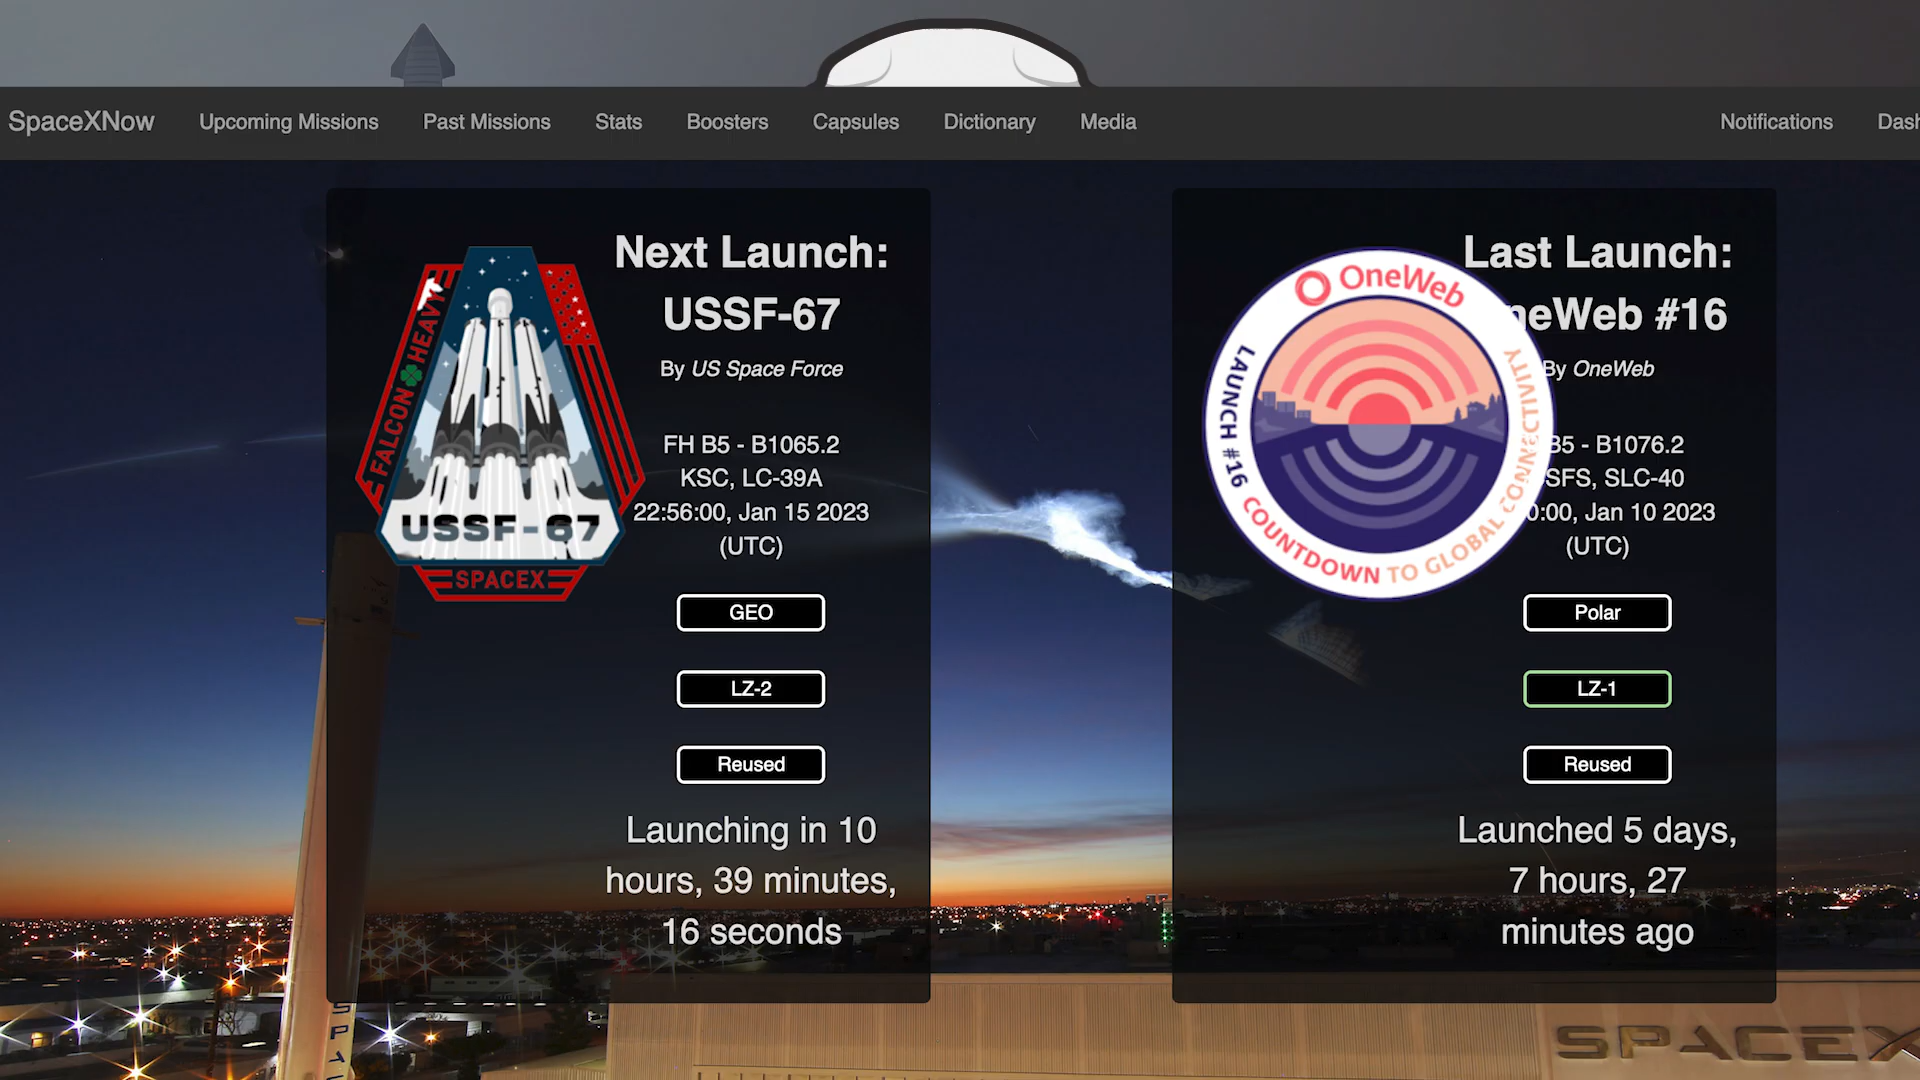 SpaceXNow Upcoming Missions Past Missions Stats Boosters Capsules Dictionary Media Notifications
Next Launch:
USSF-67
By US Space Force
FH B5 - B1065.2
KSC, LC-39A
22:56:00, Jan 15 2023
(UTC)
GEO
LZ-2
Reused
Launching in 10
hours, 39 minutes,
16 seconds
FALCON HEAVY
USSF-67
SPACEX
Last Launch:
neWeb #16
By OneWeb
B5 - B1076.2
SFS, SLC-40
0:00, Jan 10 2023
(UTC)
Polar
LZ-1
Reused
Launched 5 days,
7 hours, 27
minutes ago
OneWeb
LAUNCH #16 COUNTDOWN TO GLOBAL CONNECTIVITY
SPA
SPACEX